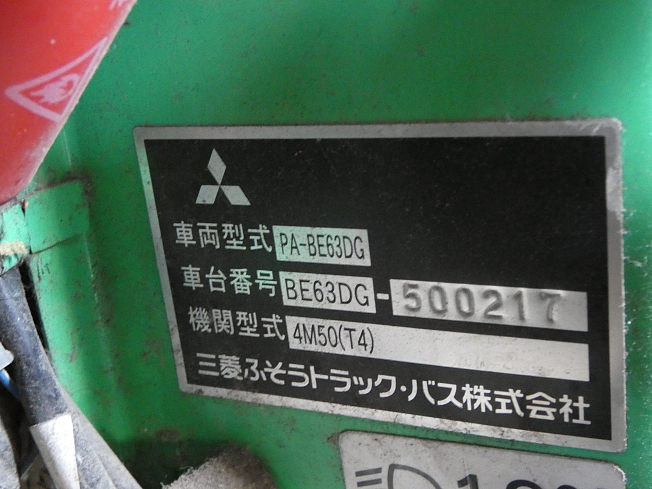 車両型式 PA-BE63DG
車台番号 BE63DG-500217
機関型式 4M50(T4)
三菱ふそうトラック・バス株式会社